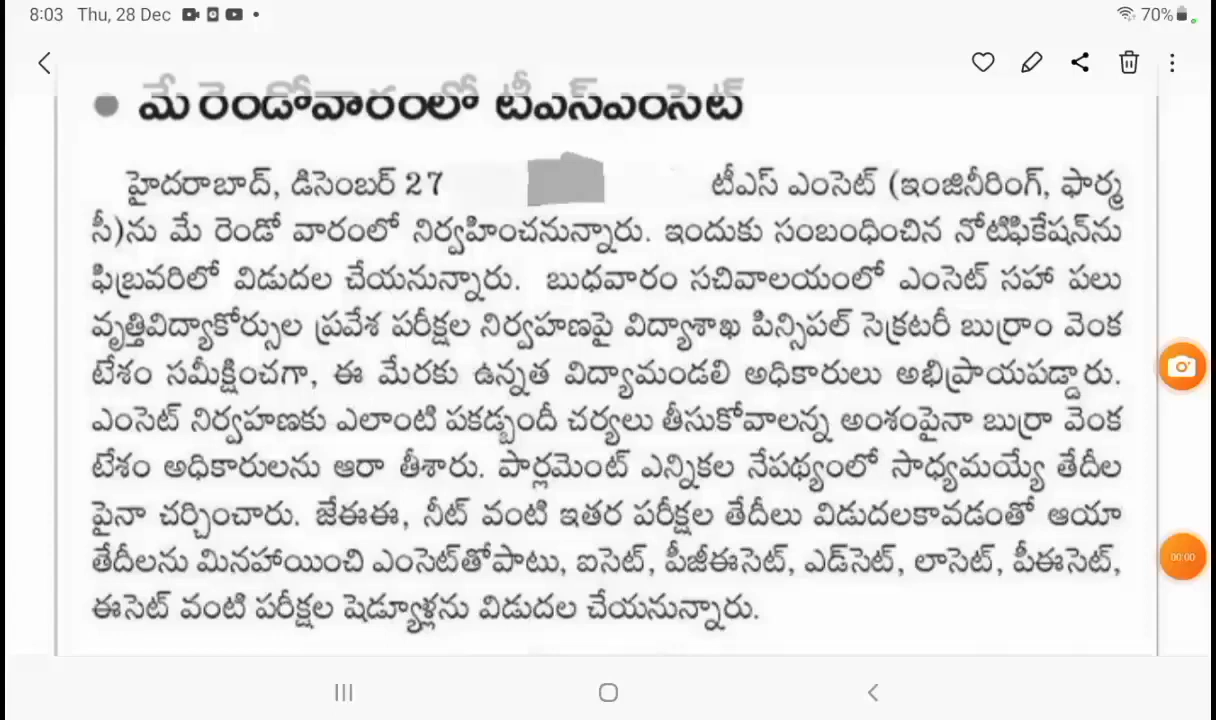 8:03 Thu, 28 Dec
70%
మే రెండోవారంలో టీఎస్ఎంసెట్
హైదరాబాద్, డిసెంబర్ 27 టీఎస్ ఎంసెట్ (ఇంజినీరింగ్, ఫార్మ
సీ)ను మే రెండో వారంలో నిర్వహించనున్నారు. ఇందుకు సంబంధించిన నోటిఫికేషన్‌ను
ఫిబ్రవరిలో విడుదల చేయనున్నారు. బుధవారం సచివాలయంలో ఎంసెట్ సహా పలు
వృత్తివిద్యాకోర్సుల ప్రవేశ పరీక్షల నిర్వహణపై విద్యాశాఖ పిన్సిపల్ సెక్రటరీ బుర్రాం వెంక
టేశం సమీక్షించగా, ఈ మేరకు ఉన్నత విద్యామండలి అధికారులు అభిప్రాయపడ్డారు.
ఎంసెట్ నిర్వహణకు ఎలాంటి పకడ్బందీ చర్యలు తీసుకోవాలన్న అంశంపైనా బుర్రా వెంక
టేశం అధికారులను ఆరా తీశారు. పార్లమెంట్ ఎన్నికల నేపథ్యంలో సాధ్యమయ్యే తేదీల
పైనా చర్చించారు. జేఈఈ, నీట్ వంటి ఇతర పరీక్షల తేదీలు విడుదలకావడంతో ఆయా
తేదీలను మినహాయించి ఎంసెట్‌తోపాటు, ఐసెట్, పీజీఈసెట్, ఎడ్‌సెట్, లాసెట్, పీఈసెట్,
ఈసెట్ వంటి పరీక్షల షెడ్యూళ్లను విడుదల చేయనున్నారు.
00:00